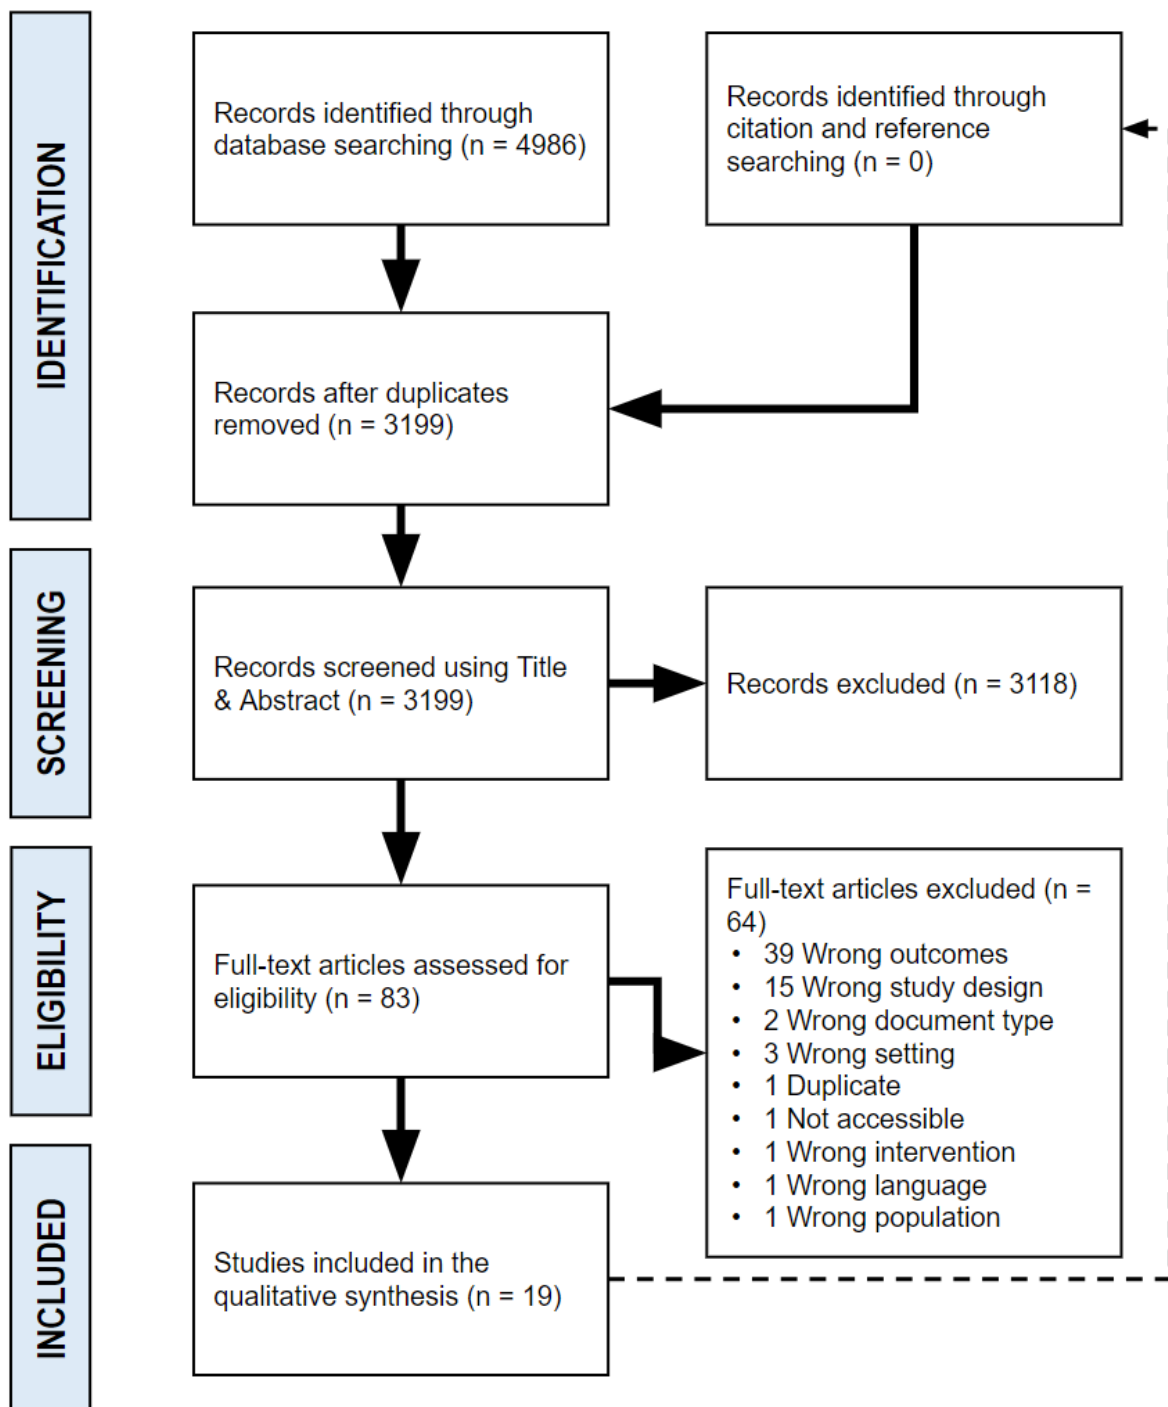 IDENTIFICATION
Records identified through
database searching (n = 4986)
Records identified through
citation and reference
searching (n = 0)
Records after duplicates
removed (n = 3199)
SCREENING
Records screened using Title
& Abstract (n = 3199)
Records excluded (n = 3118)
ELIGIBILITY
Full-text articles assessed for
eligibility (n = 83)
Full-text articles excluded (n =
64)
• 39 Wrong outcomes
• 15 Wrong study design
• 2 Wrong document type
• 3 Wrong setting
• 1 Duplicate
• 1 Not accessible
• 1 Wrong intervention
• 1 Wrong language
• 1 Wrong population
INCLUDED
Studies included in the
qualitative synthesis (n = 19)